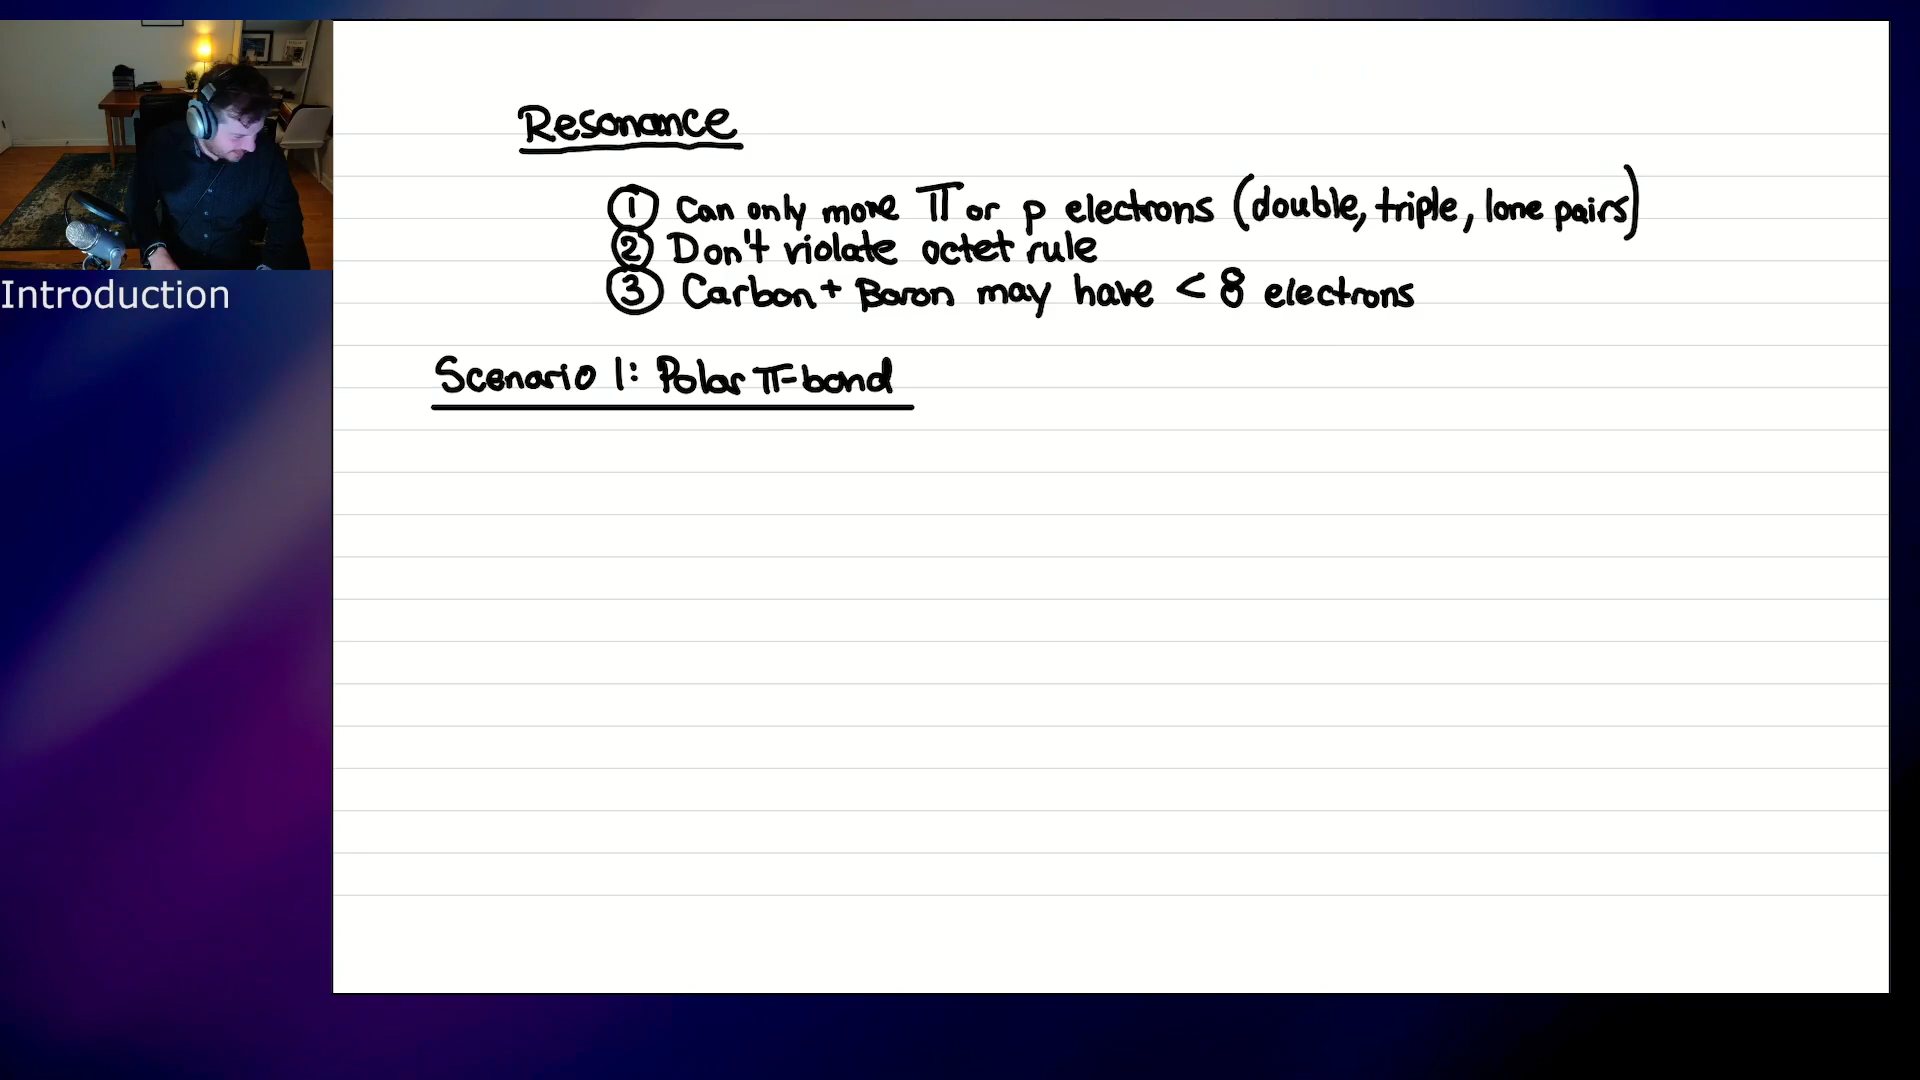 Resonance
① Can only move π or p electrons (double, triple, lone pairs)
② Don't violate octet rule
③ Carbon + Boron may have < 8 electrons
Introduction
Scenario 1: Polar π-bond